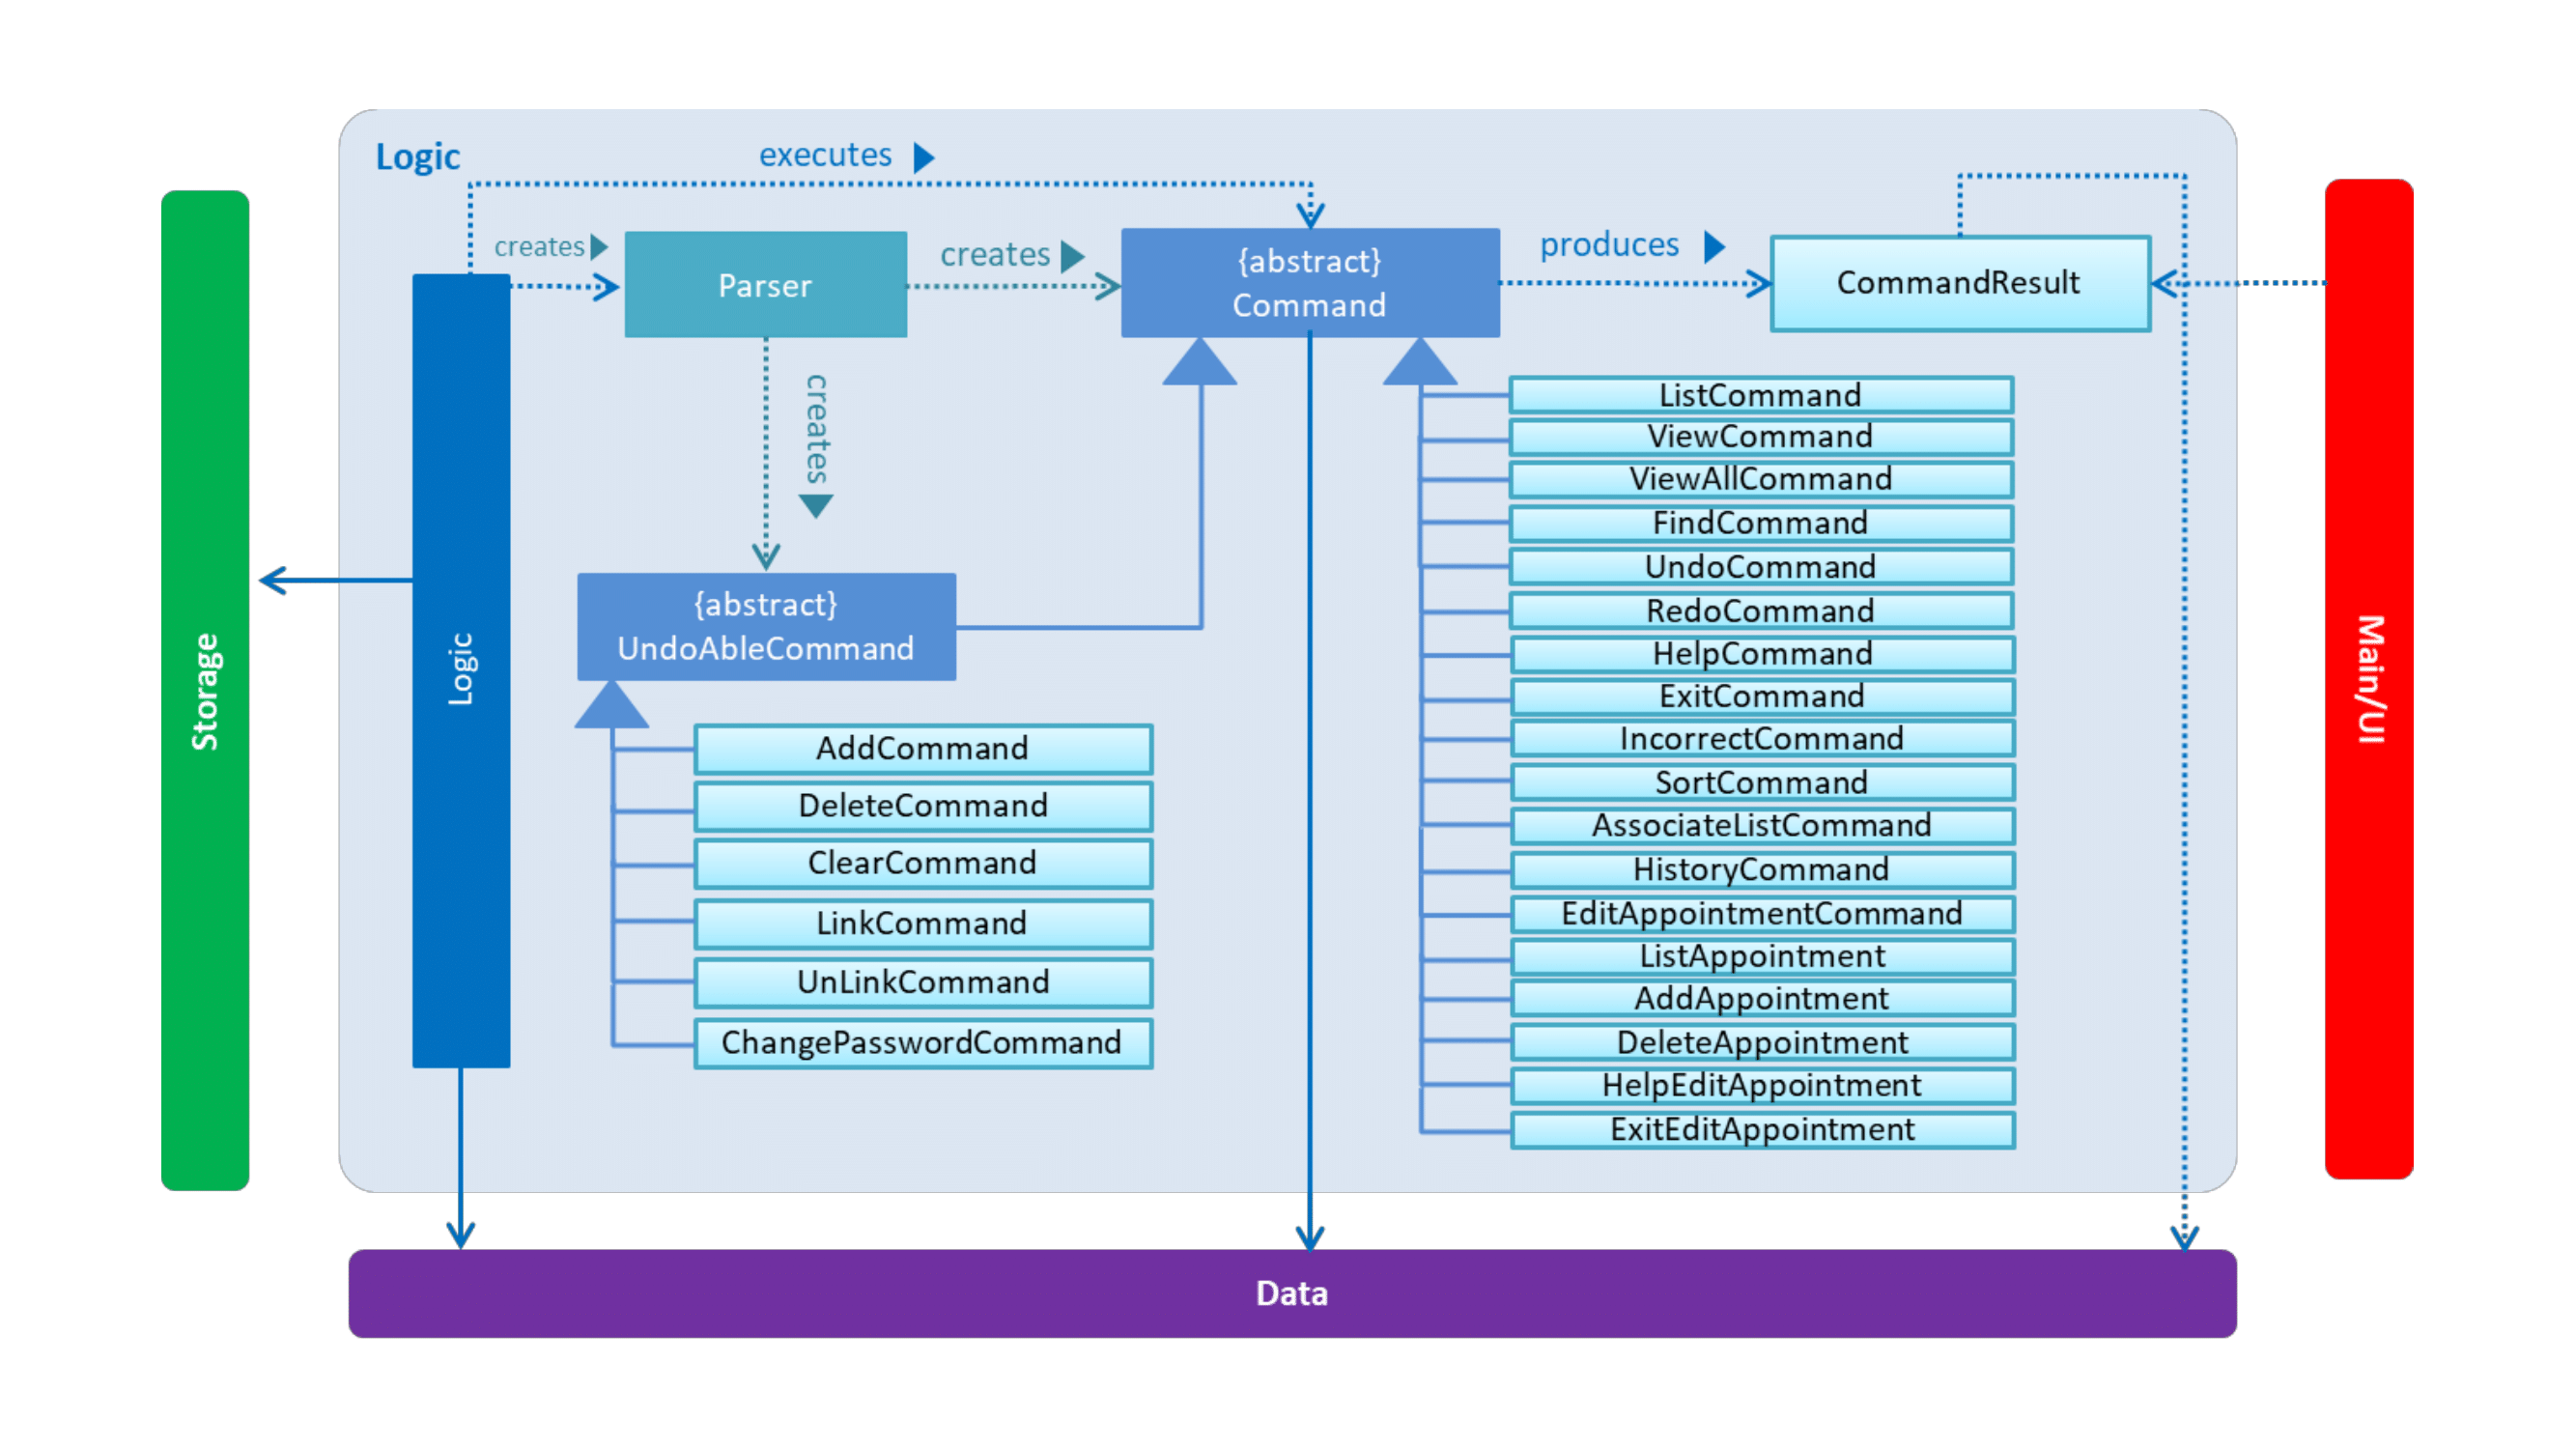 Logic
executes
creates
Parser
creates
{abstract}
Command
produces
CommandResult
creates
{abstract}
UndoAbleCommand
AddCommand
DeleteCommand
ClearCommand
LinkCommand
UnLinkCommand
ChangePasswordCommand
ListCommand
ViewCommand
ViewAllCommand
FindCommand
UndoCommand
RedoCommand
HelpCommand
ExitCommand
IncorrectCommand
SortCommand
AssociateListCommand
HistoryCommand
EditAppointmentCommand
ListAppointment
AddAppointment
DeleteAppointment
HelpEditAppointment
ExitEditAppointment
Storage
Logic
Main/UI
Data